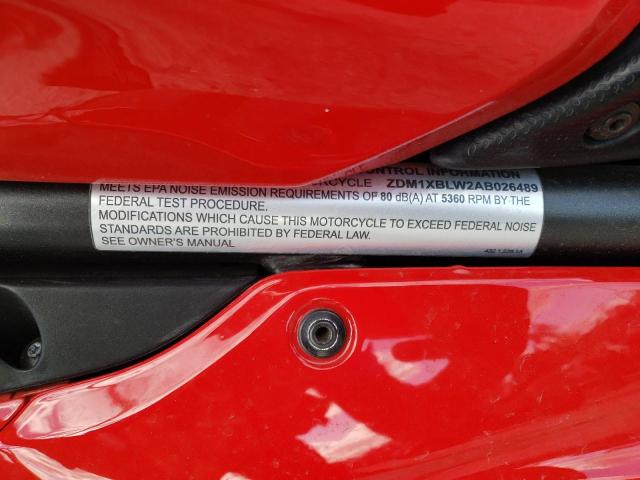 CONTROL INFORMATION
MOTORCYCLE ZDM1XBLW2AB026489
MEETS EPA NOISE EMISSION REQUIREMENTS OF 80 dB(A) AT 5360 RPM BY THE
FEDERAL TEST PROCEDURE.
MODIFICATIONS WHICH CAUSE THIS MOTORCYCLE TO EXCEED FEDERAL NOISE
STANDARDS ARE PROHIBITED BY FEDERAL LAW.
SEE OWNER'S MANUAL